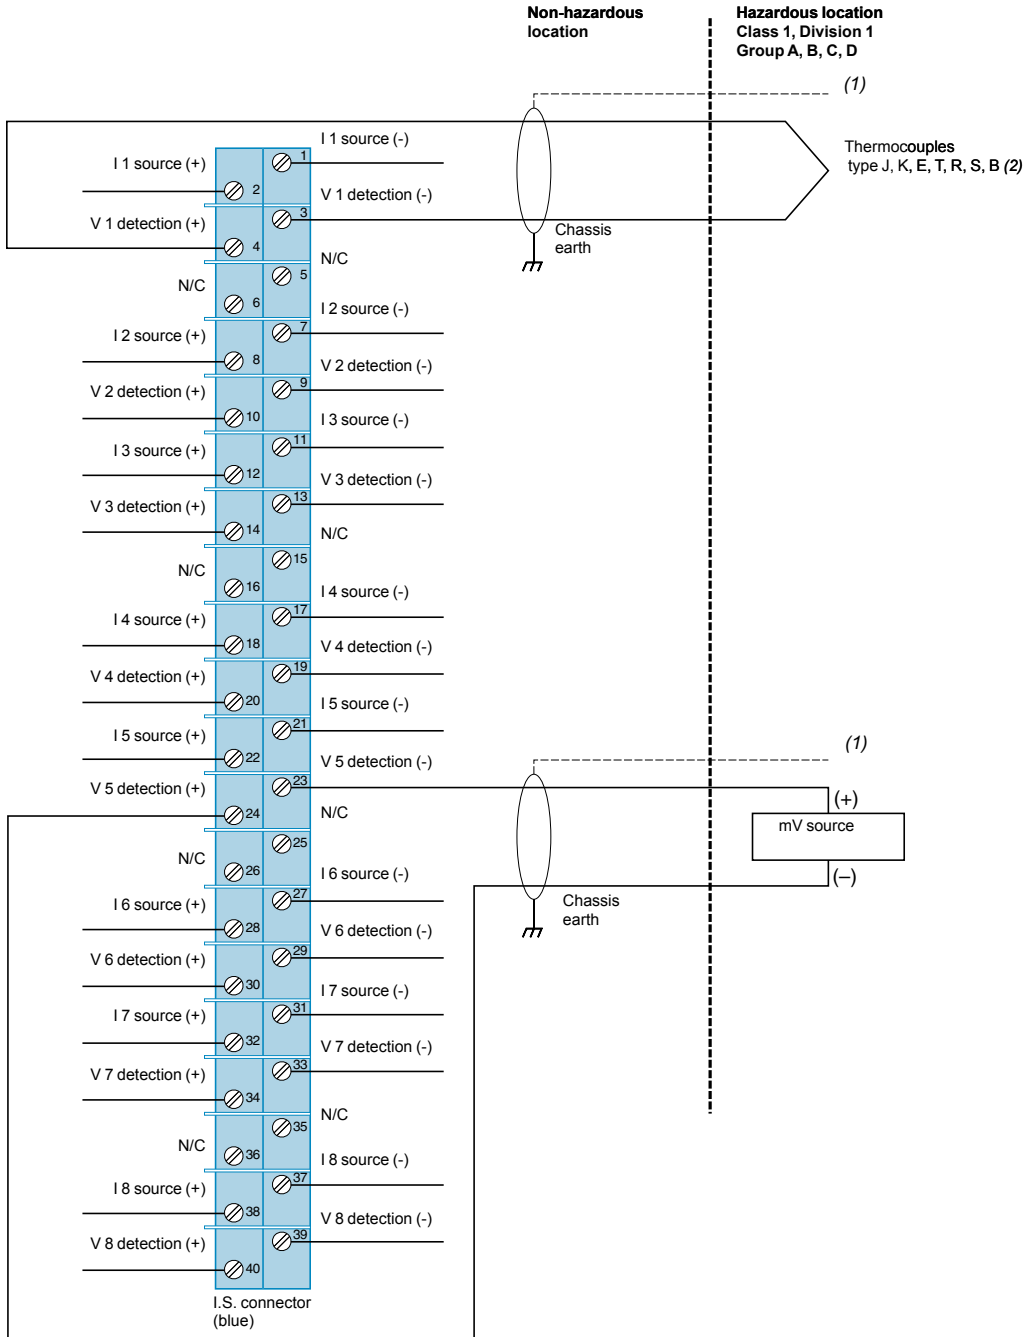 Non-hazardous
location
Hazardous location
Class 1, Division 1
Group A, B, C, D
(1)
I 1 source (-)
1
I 1 source (+)
2
V 1 detection (-)
Thermocouples
type J, K, E, T, R, S, B (2)
3
V 1 detection (+)
4
Chassis
earth
N/C
5
N/C
6
I 2 source (-)
7
I 2 source (+)
8
V 2 detection (-)
9
V 2 detection (+)
10
I 3 source (-)
11
I 3 source (+)
12
V 3 detection (-)
13
V 3 detection (+)
14
N/C
15
N/C
16
I 4 source (-)
17
I 4 source (+)
18
V 4 detection (-)
19
V 4 detection (+)
20
I 5 source (-)
21
I 5 source (+)
22
V 5 detection (-)
(1)
23
V 5 detection (+)
24
N/C
(+)
mV source
(–)
25
N/C
26
I 6 source (-)
27
I 6 source (+)
28
Chassis
earth
V 6 detection (-)
29
V 6 detection (+)
30
I 7 source (-)
31
I 7 source (+)
32
V 7 detection (-)
33
V 7 detection (+)
34
N/C
35
N/C
36
I 8 source (-)
37
I 8 source (+)
38
V 8 detection (-)
39
V 8 detection (+)
40
I.S. connector
(blue)